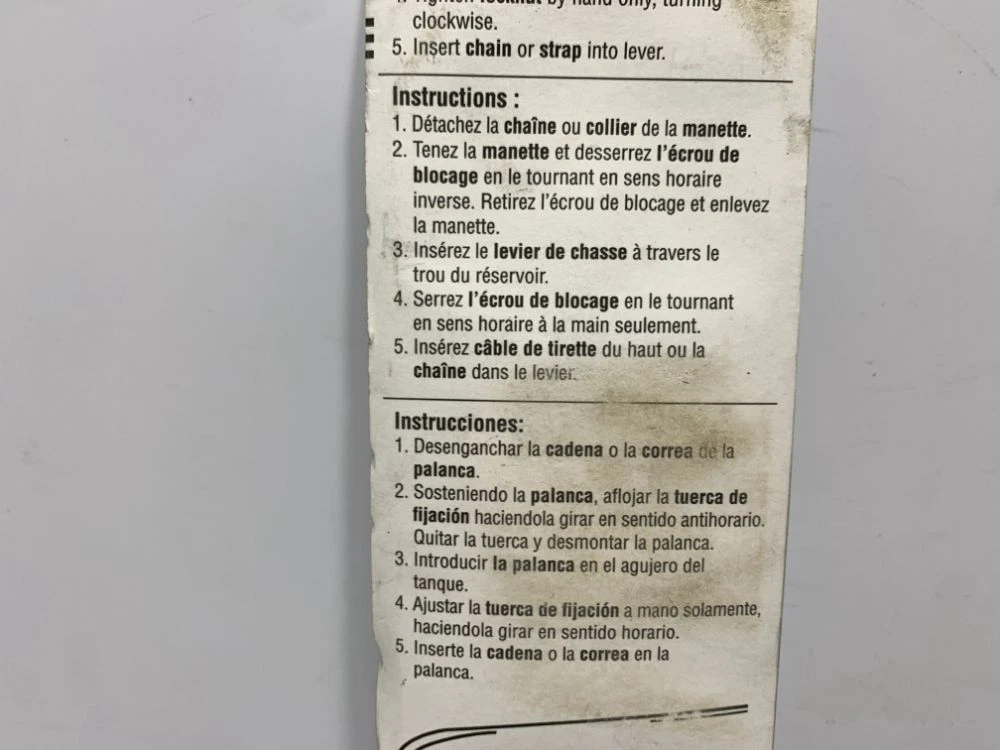 4. Tighten locknut by hand only, turning
clockwise.
5. Insert chain or strap into lever.
Instructions :
1. Détachez la chaîne ou collier de la manette.
2. Tenez la manette et desserrez l'écrou de
blocage en le tournant en sens horaire
inverse. Retirez l'écrou de blocage et enlevez
la manette.
3. Insérez le levier de chasse à travers le
trou du réservoir.
4. Serrez l'écrou de blocage en le tournant
en sens horaire à la main seulement.
5. Insérez câble de tirette du haut ou la
chaîne dans le levier.
Instrucciones:
1. Desenganchar la cadena o la correa de la
palanca.
2. Sosteniendo la palanca, aflojar la tuerca de
fijación haciendola girar en sentido antihorario.
Quitar la tuerca y desmontar la palanca.
3. Introducir la palanca en el agujero del
tanque.
4. Ajustar la tuerca de fijación a mano solamente,
haciendola girar en sentido horario.
5. Inserte la cadena o la correa en la
palanca.